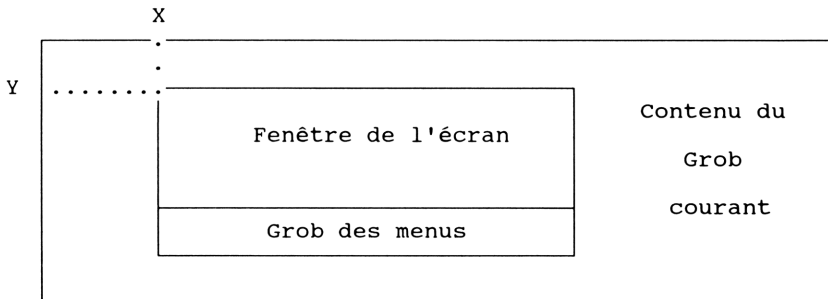 X
Y
Fenêtre de l'écran
Contenu du
Grob
courant
Grob des menus